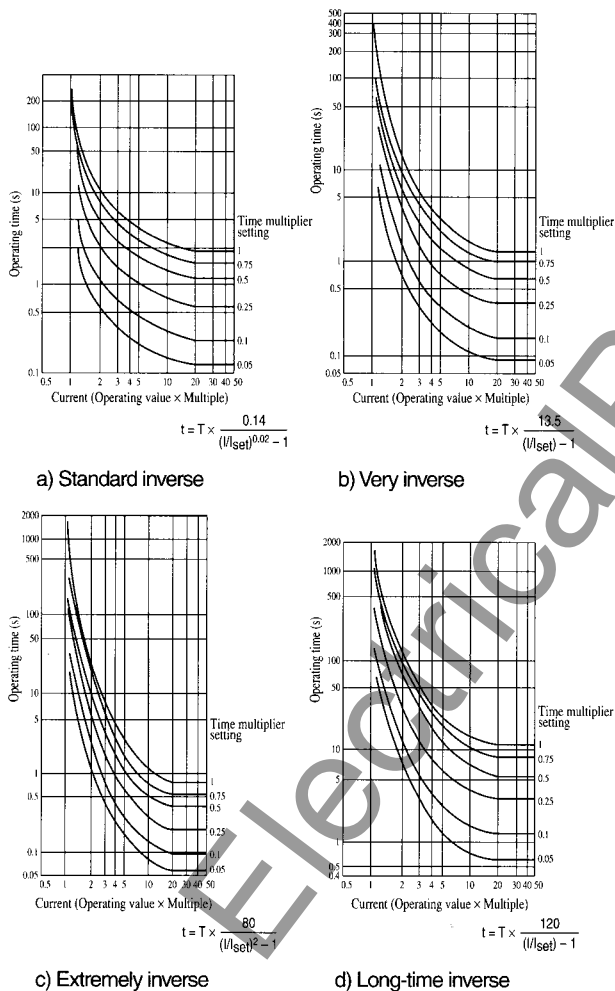 Operating time (s)
200
100
50
10
5
1
0.5
0.1
Time multiplier
setting
1
0.75
0.5
0.25
0.1
0.05
0.5 1 2 3 4 5 10 20 30 40 50
Current (Operating value × Multiple)
t = T × 0.14
(I/Iset)0.02 - 1
a) Standard inverse
Operating time (s)
500
400
300
200
100
50
10
5
1
0.5
0.1
0.05
Time multiplier
setting
1
0.75
0.5
0.25
0.1
0.05
0.5 1 2 3 4 5 10 20 30 40 50
Current (Operating value × Multiple)
t = T × 13.5
(I/Iset) - 1
b) Very inverse
Operating time (s)
2000
1000
500
100
50
10
5
1
0.5
0.1
0.05
Time multiplier
setting
1
0.75
0.5
0.25
0.1
0.05
0.5 1 2 3 4 5 10 20 30 40 50
Current (Operating value × Multiple)
t = T × 80
(I/Iset)2 - 1
c) Extremely inverse
Operating time (s)
2000
1000
500
100
50
10
5
1
0.5
0.4
Time multiplier
setting
1
0.75
0.5
0.25
0.1
0.05
0.5 1 2 3 4 5 10 20 30 40 50
Current (Operating value × Multiple)
t = T × 120
(I/Iset) - 1
d) Long-time inverse
Electrical